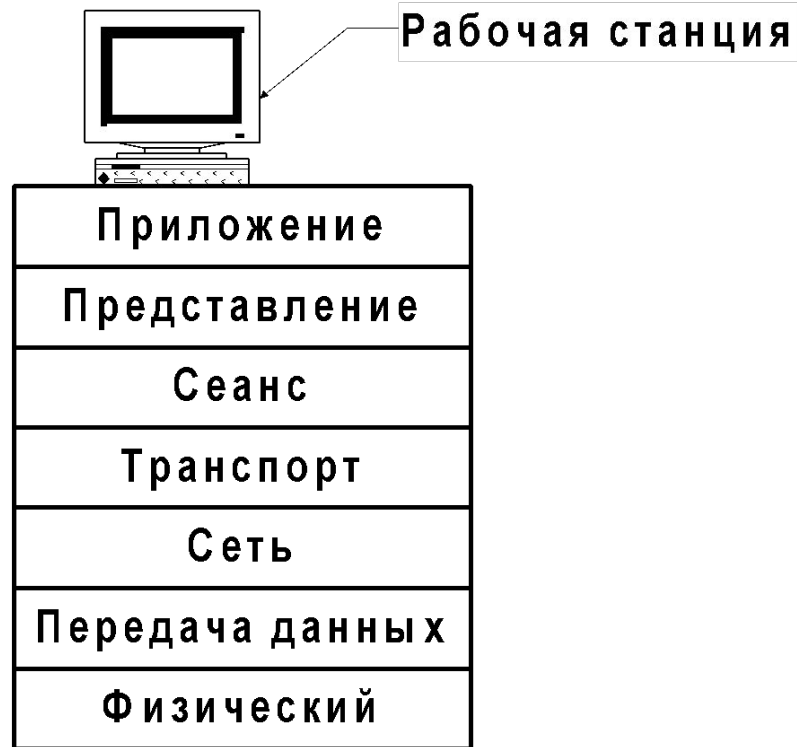 Рабочая станция
Приложение
Представление
Сеанс
Транспорт
Сеть
Передача данных
Физический